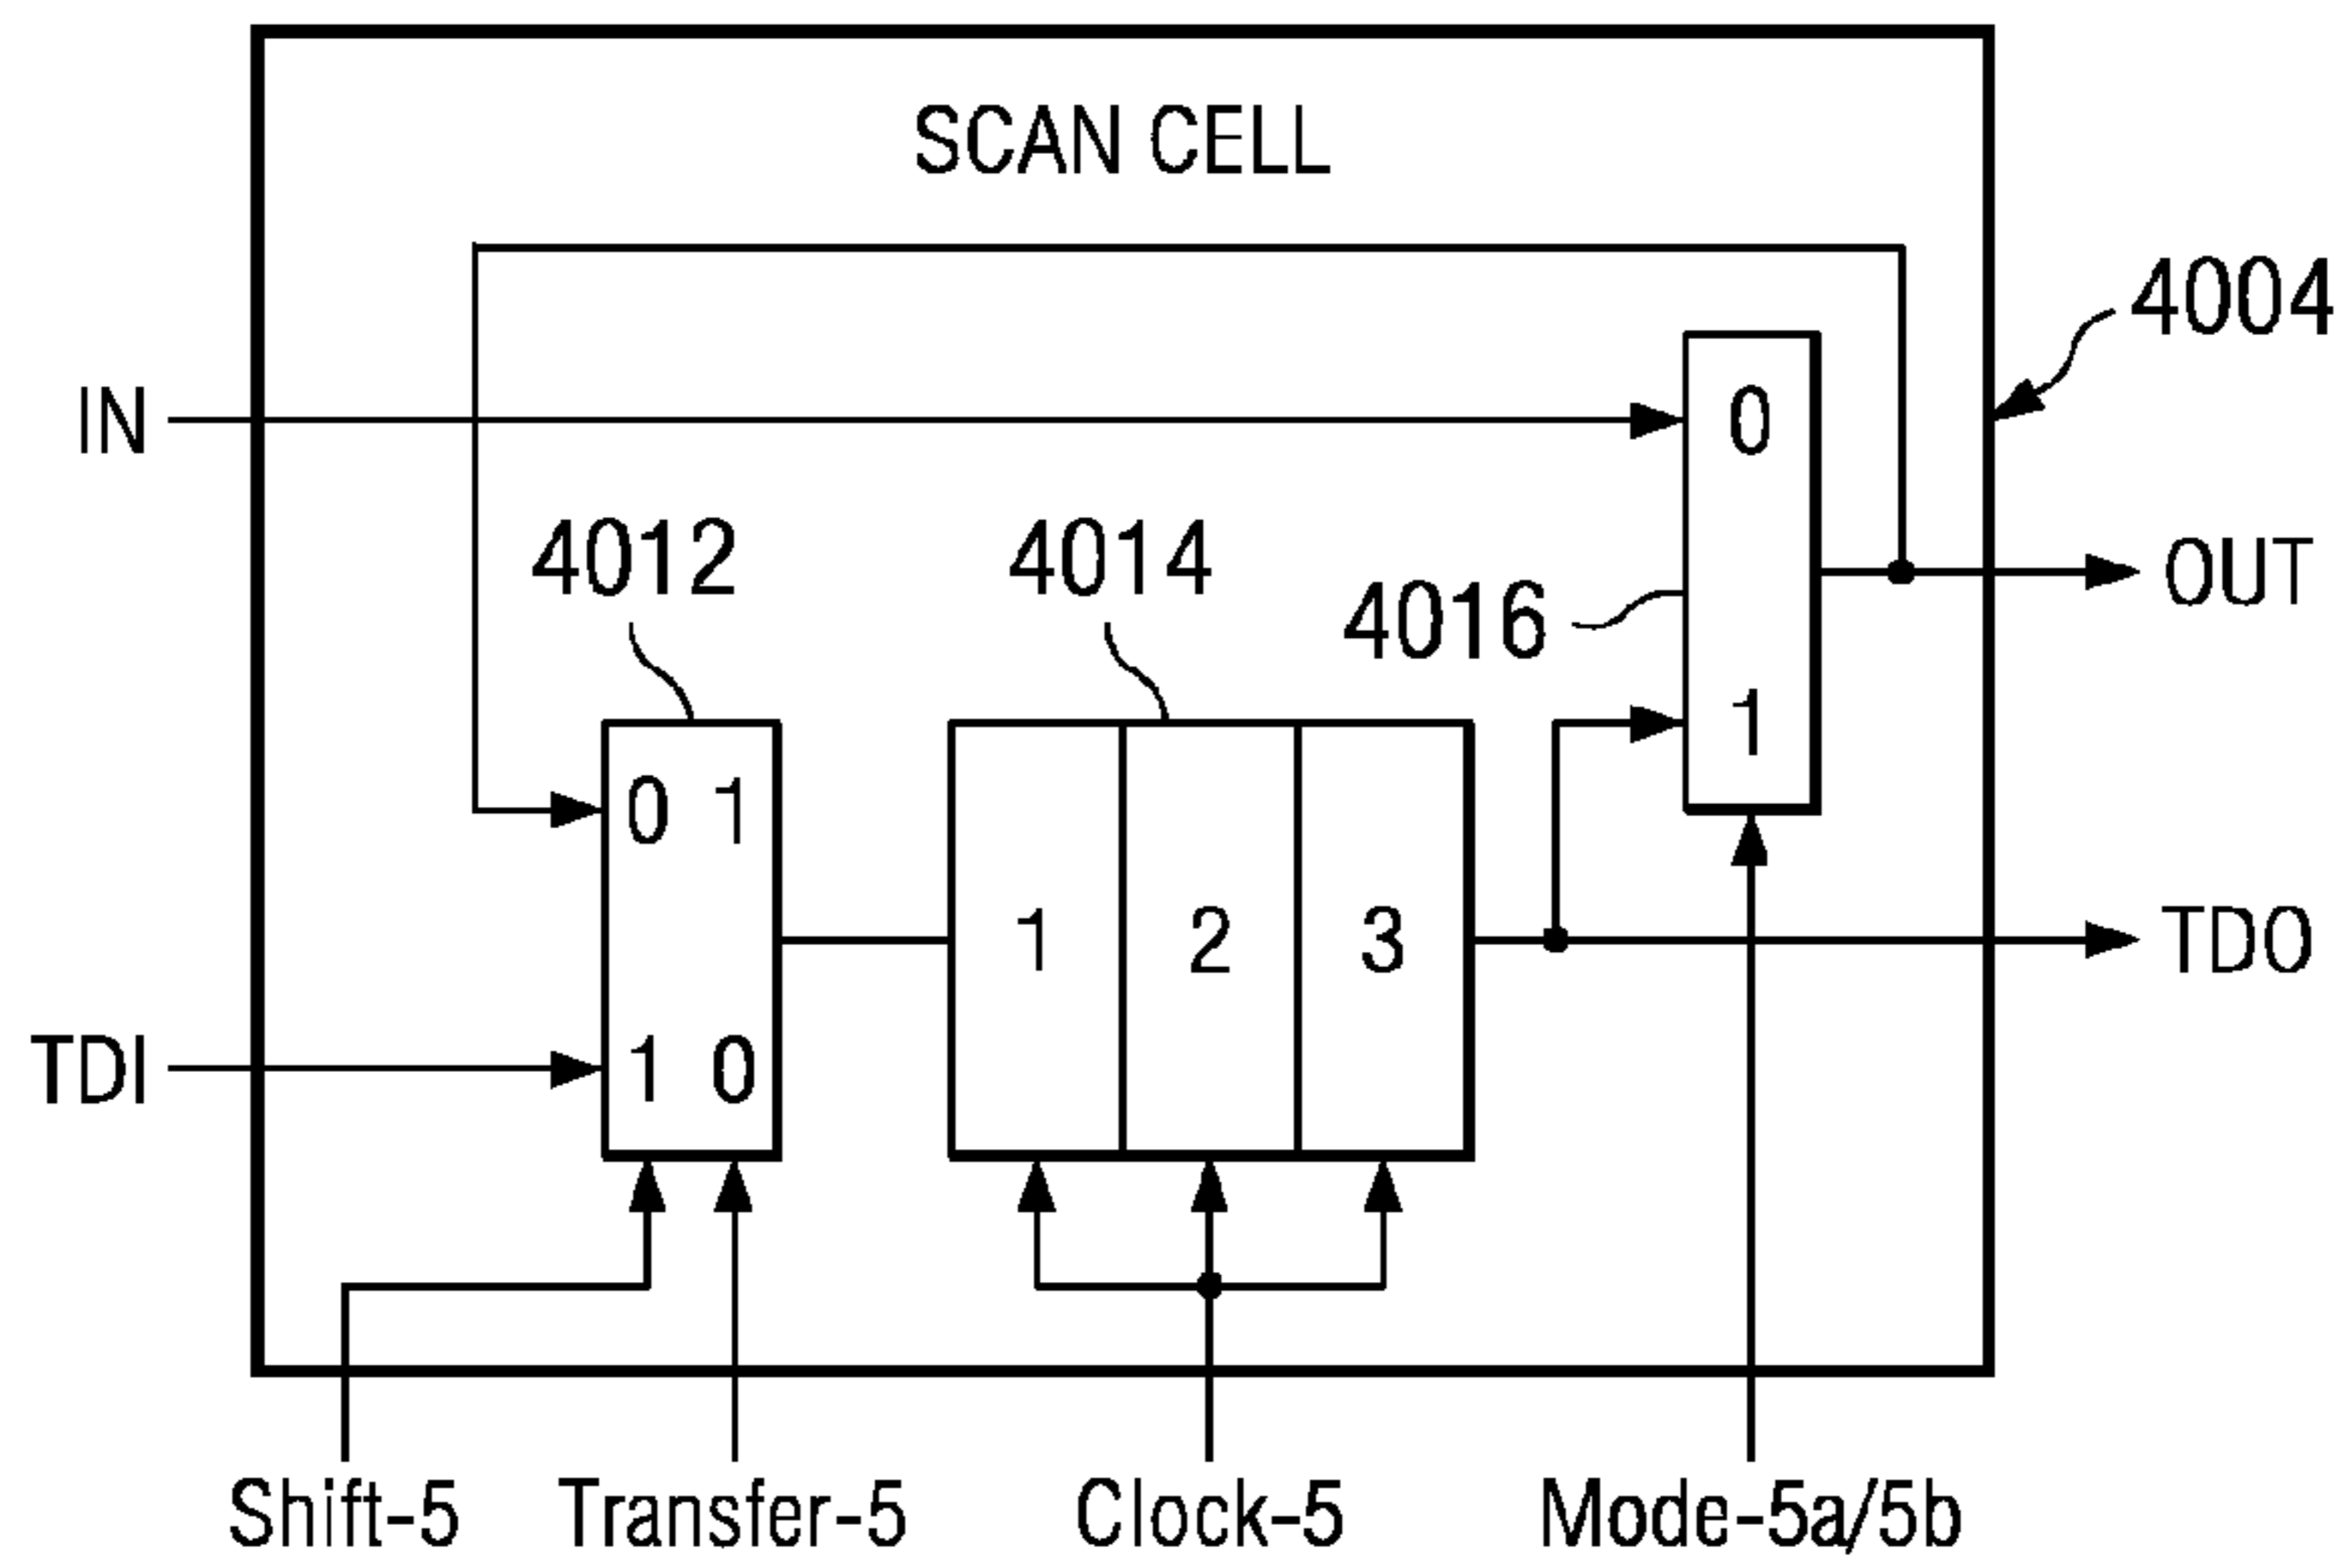 SCAN CELL
4004
IN
0
4012
4014
4016
OUT
1
0 1
1
2
3
TDO
TDI
1 0
Shift-5
Transfer-5
Clock-5
Mode-5a/5b